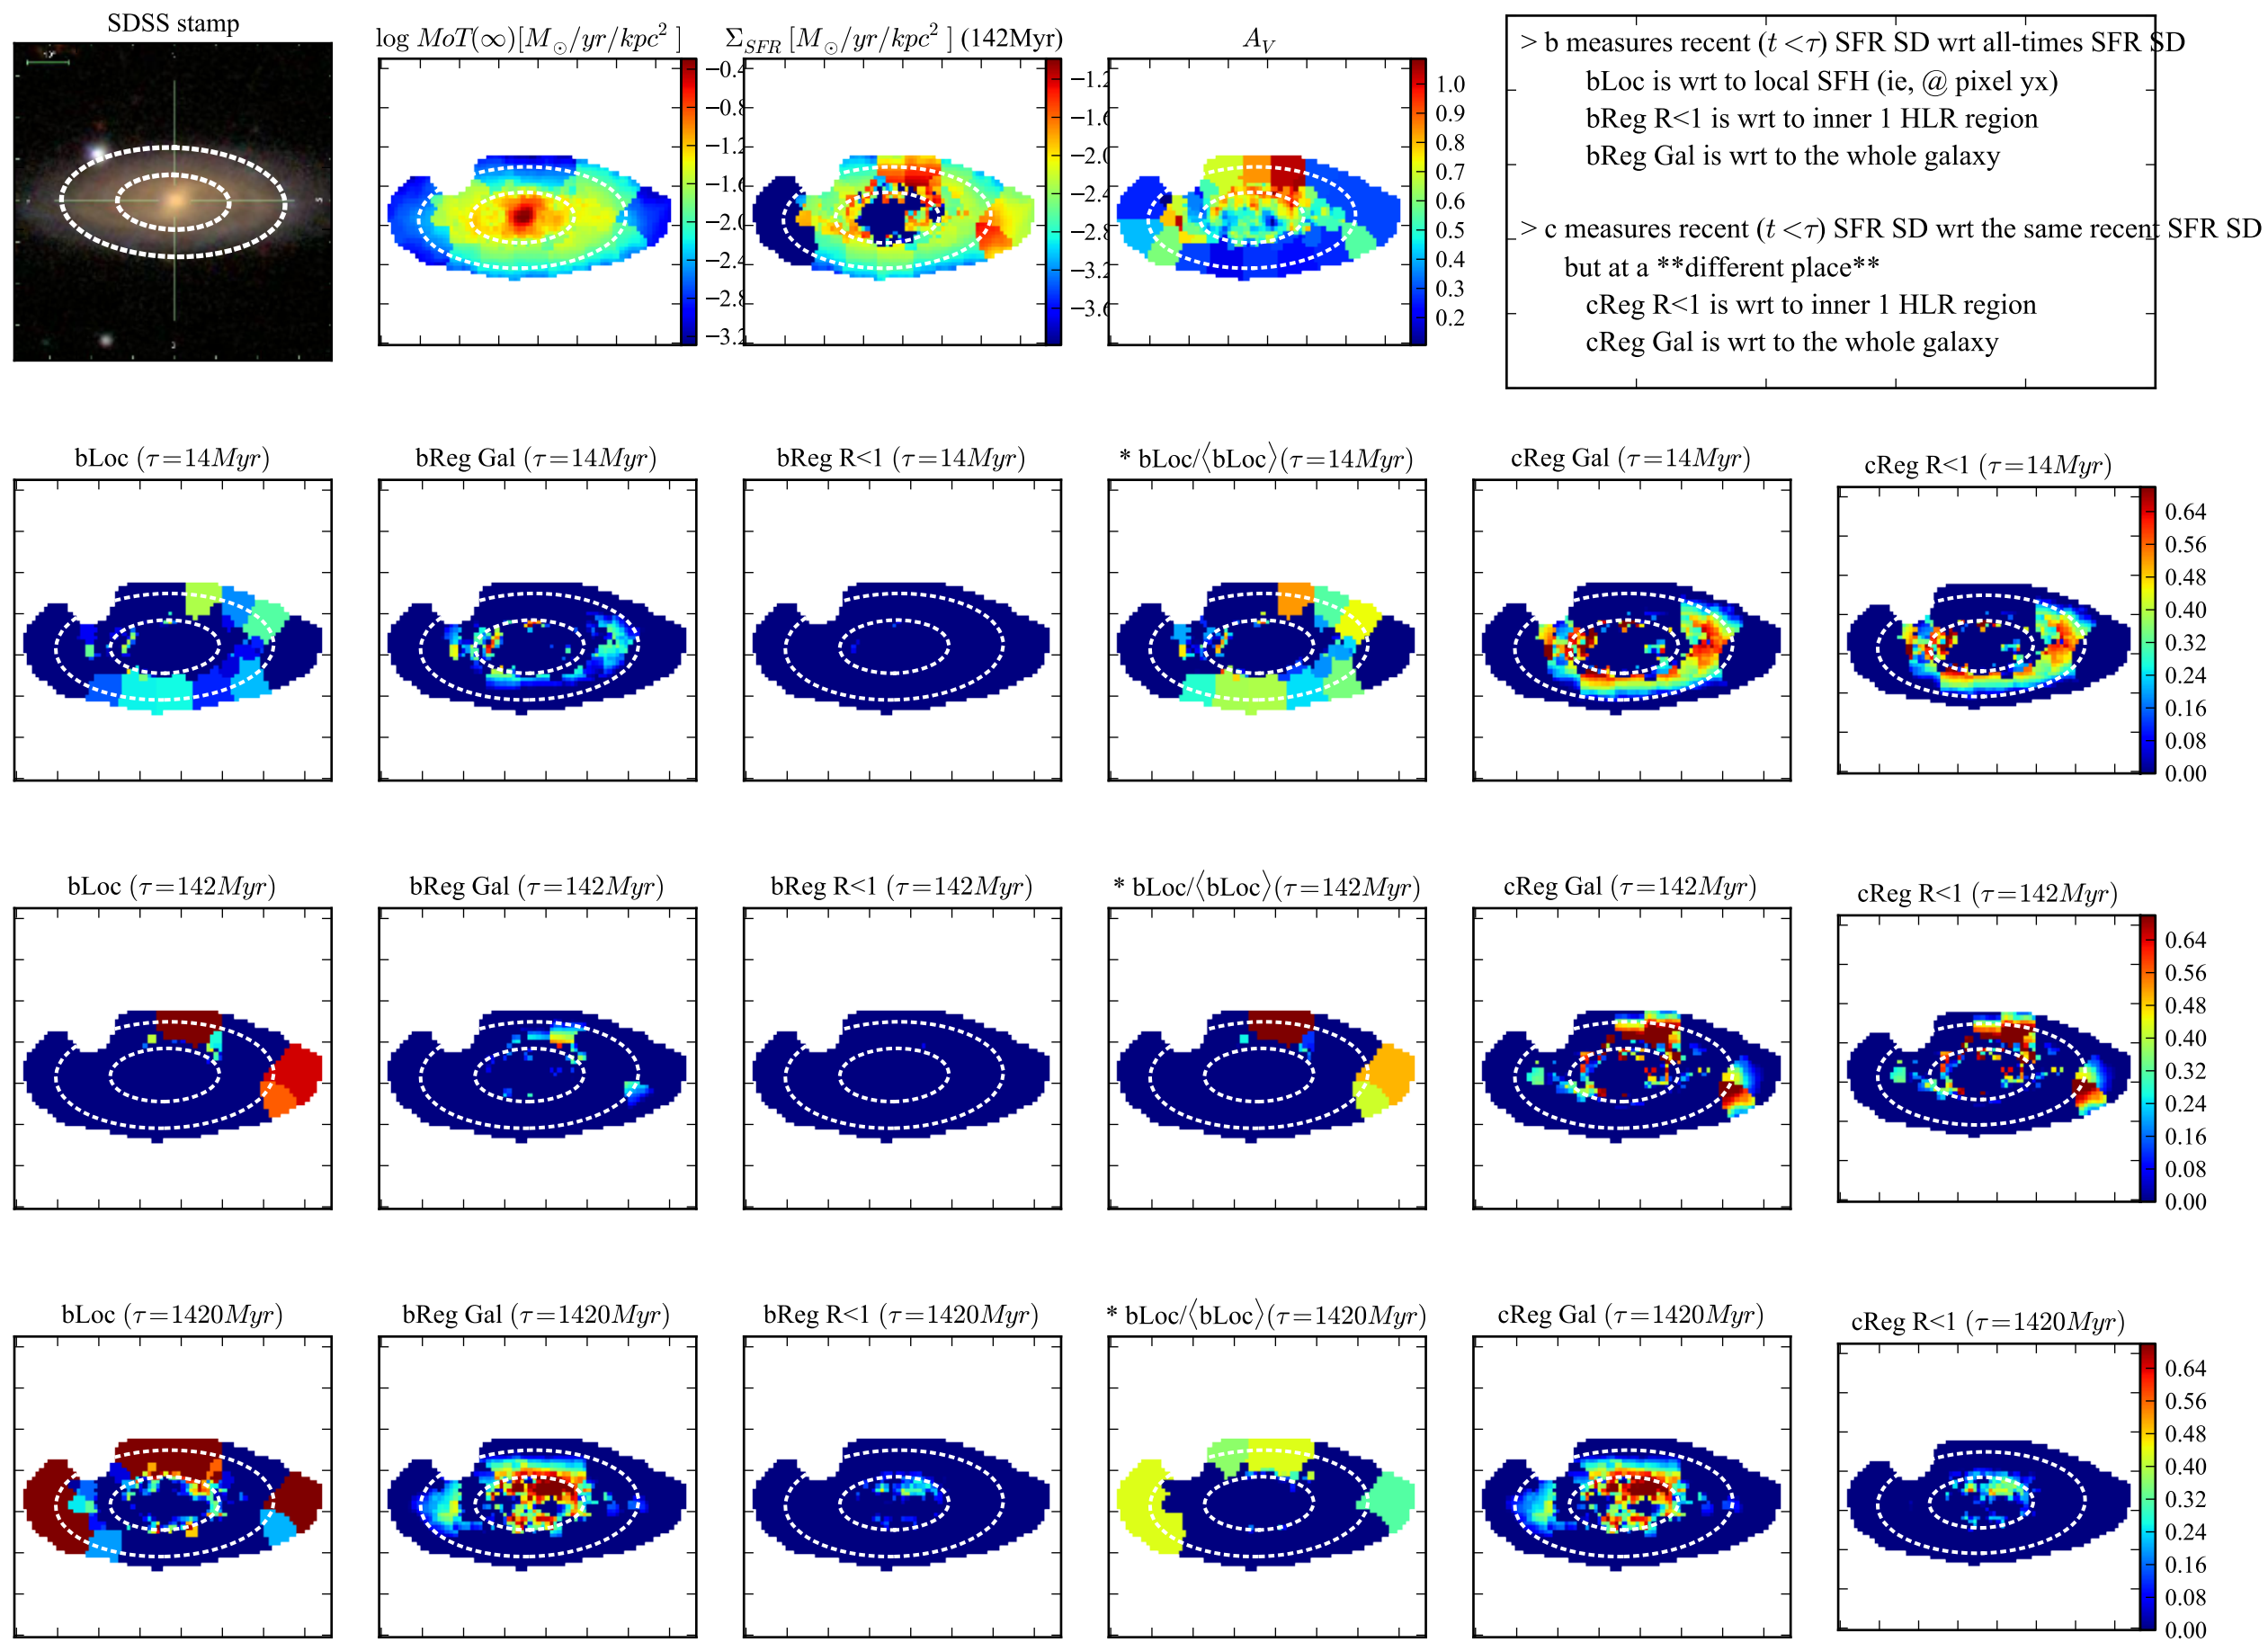 SDSS stamp
log MoT(∞)[M⊙/yr/kpc² ]
Σ_SFR [M⊙/yr/kpc² ] (142Myr)
A_V
−0.4
−0.8
−1.2
−1.6
−2.0
−2.4
−2.8
−3.2
−1.2
−1.6
−2.0
−2.4
−2.8
−3.2
−3.6
1.0
0.9
0.8
0.7
0.6
0.5
0.4
0.3
0.2
> b measures recent (t <τ) SFR SD wrt all-times SFR SD
bLoc is wrt to local SFH (ie, @ pixel yx)
bReg R<1 is wrt to inner 1 HLR region
bReg Gal is wrt to the whole galaxy
> c measures recent (t <τ) SFR SD wrt the same recent SFR SD
but at a **different place**
cReg R<1 is wrt to inner 1 HLR region
cReg Gal is wrt to the whole galaxy
bLoc (τ=14Myr)
bReg Gal (τ=14Myr)
bReg R<1 (τ=14Myr)
* bLoc/⟨bLoc⟩(τ=14Myr)
cReg Gal (τ=14Myr)
cReg R<1 (τ=14Myr)
0.64
0.56
0.48
0.40
0.32
0.24
0.16
0.08
0.00
bLoc (τ=142Myr)
bReg Gal (τ=142Myr)
bReg R<1 (τ=142Myr)
* bLoc/⟨bLoc⟩(τ=142Myr)
cReg Gal (τ=142Myr)
cReg R<1 (τ=142Myr)
0.64
0.56
0.48
0.40
0.32
0.24
0.16
0.08
0.00
bLoc (τ=1420Myr)
bReg Gal (τ=1420Myr)
bReg R<1 (τ=1420Myr)
* bLoc/⟨bLoc⟩(τ=1420Myr)
cReg Gal (τ=1420Myr)
cReg R<1 (τ=1420Myr)
0.64
0.56
0.48
0.40
0.32
0.24
0.16
0.08
0.00